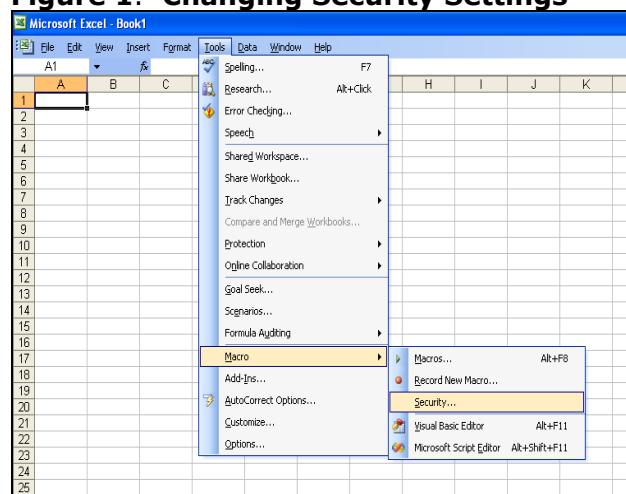 Figure 1: Changing Security Settings
Microsoft Excel - Book1
File Edit View Insert Format Tools Data Window Help
A1 fx
A B C H I J K
Spelling... F7
Research... Alt+Click
Error Checking...
Speech
Shared Workspace...
Share Workbook...
Track Changes
Compare and Merge Workbooks...
Protection
Online Collaboration
Goal Seek...
Scenarios...
Formula Auditing
Macro
Add-Ins...
AutoCorrect Options...
Customize...
Options...
Macros... Alt+F8
Record New Macro...
Security...
Visual Basic Editor Alt+F11
Microsoft Script Editor Alt+Shift+F11
1
2
3
4
5
6
7
8
9
10
11
12
13
14
15
16
17
18
19
20
21
22
23
24
25